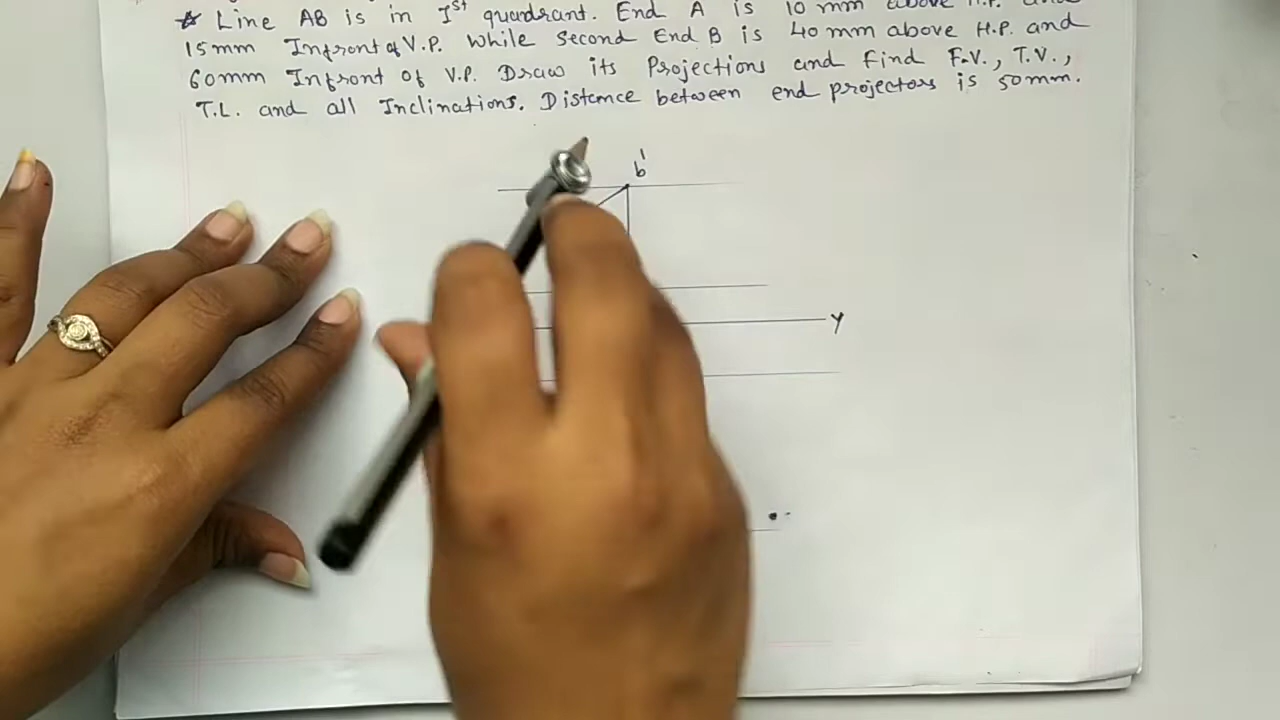 ☆ Line AB is in Ist quadrant. End A is 10 mm above H.P. and
15mm Infront of V.P. While Second End B is 40 mm above H.P. and
60mm Infront of V.P. Draw its Projections and Find F.V., T.V.,
T.L. and all Inclinations. Distance between end projectors is 50mm.
b'
Y